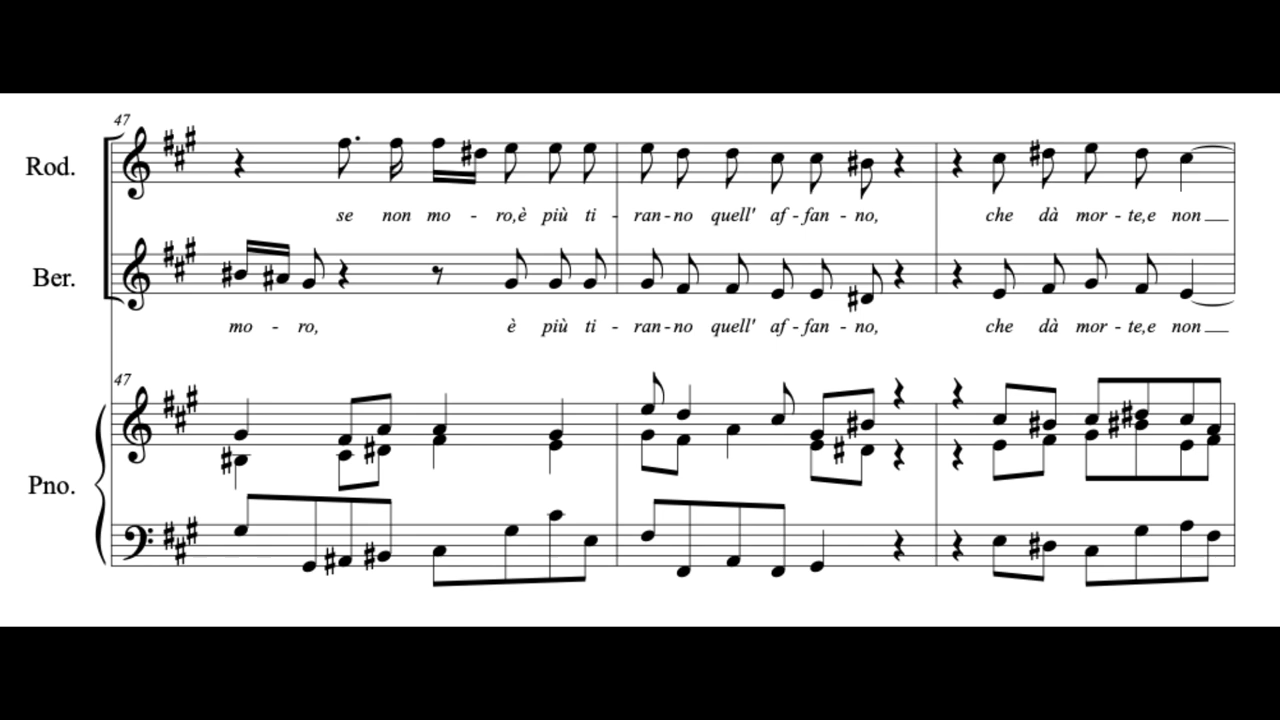 47
Rod.
se non mo - ro,è più ti - ran - no quell' af - fan - no, che dà mor - te,e non
Ber.
mo - ro, è più ti - ran - no quell' af - fan - no, che dà mor - te,e non
47
Pno.